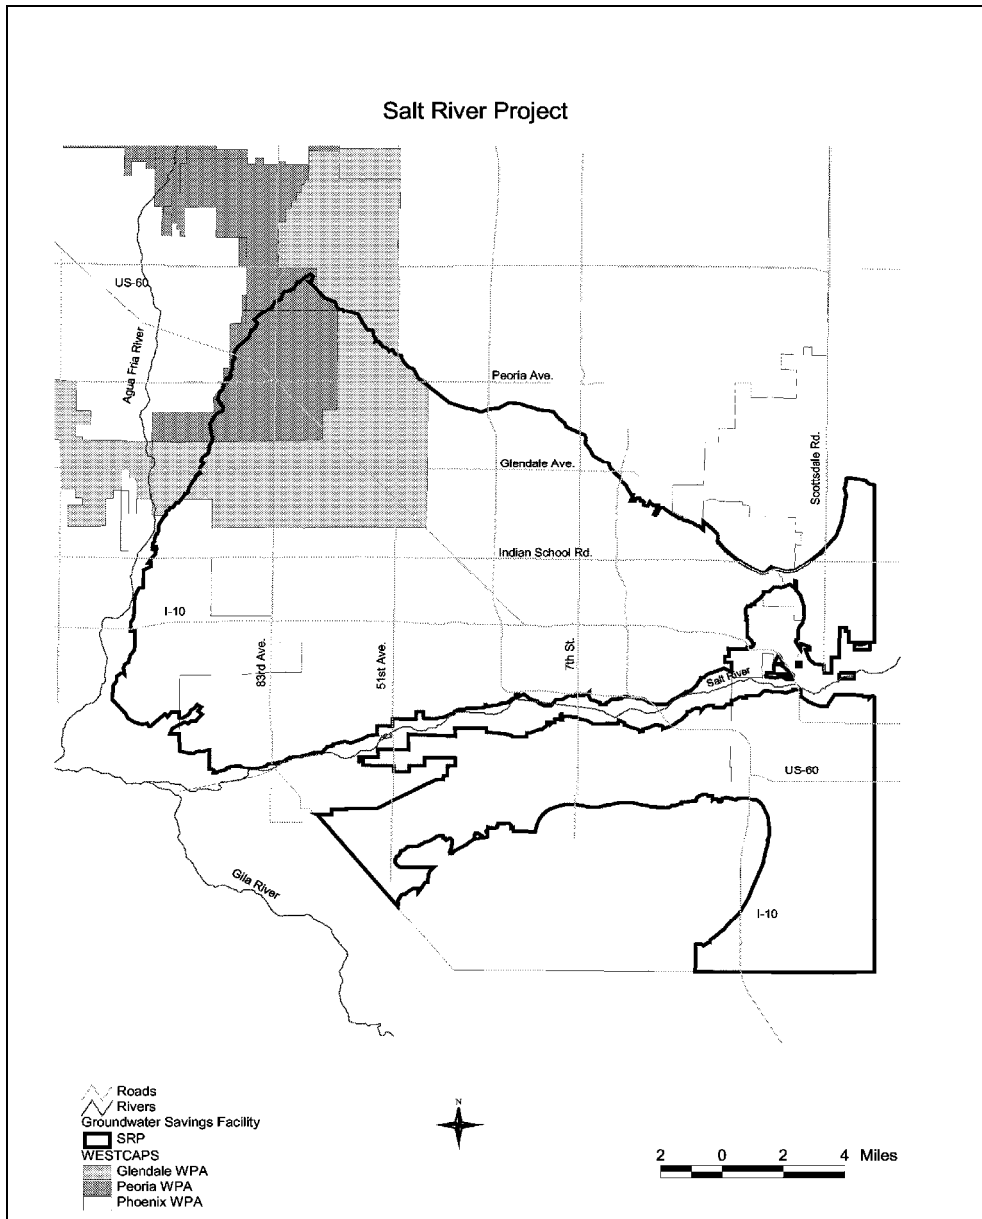 Salt River Project
US-60
Agua Fria River
Peoria Ave.
Scottsdale Rd.
Glendale Ave.
Indian School Rd.
I-10
83rd Ave.
51st Ave.
7th St.
Salt River
US-60
Gila River
I-10
Roads
Rivers
Groundwater Savings Facility
SRP
WESTCAPS
Glendale WPA
Peoria WPA
Phoenix WPA
N
2 0 2 4 Miles